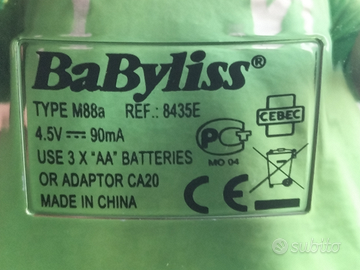 BaByliss®
TYPE M88a REF.: 8435E
CEBEC
4.5V ⎓ 90mA
PC
MO 04
USE 3 X "AA" BATTERIES
OR ADAPTOR CA20
MADE IN CHINA
CE
subito